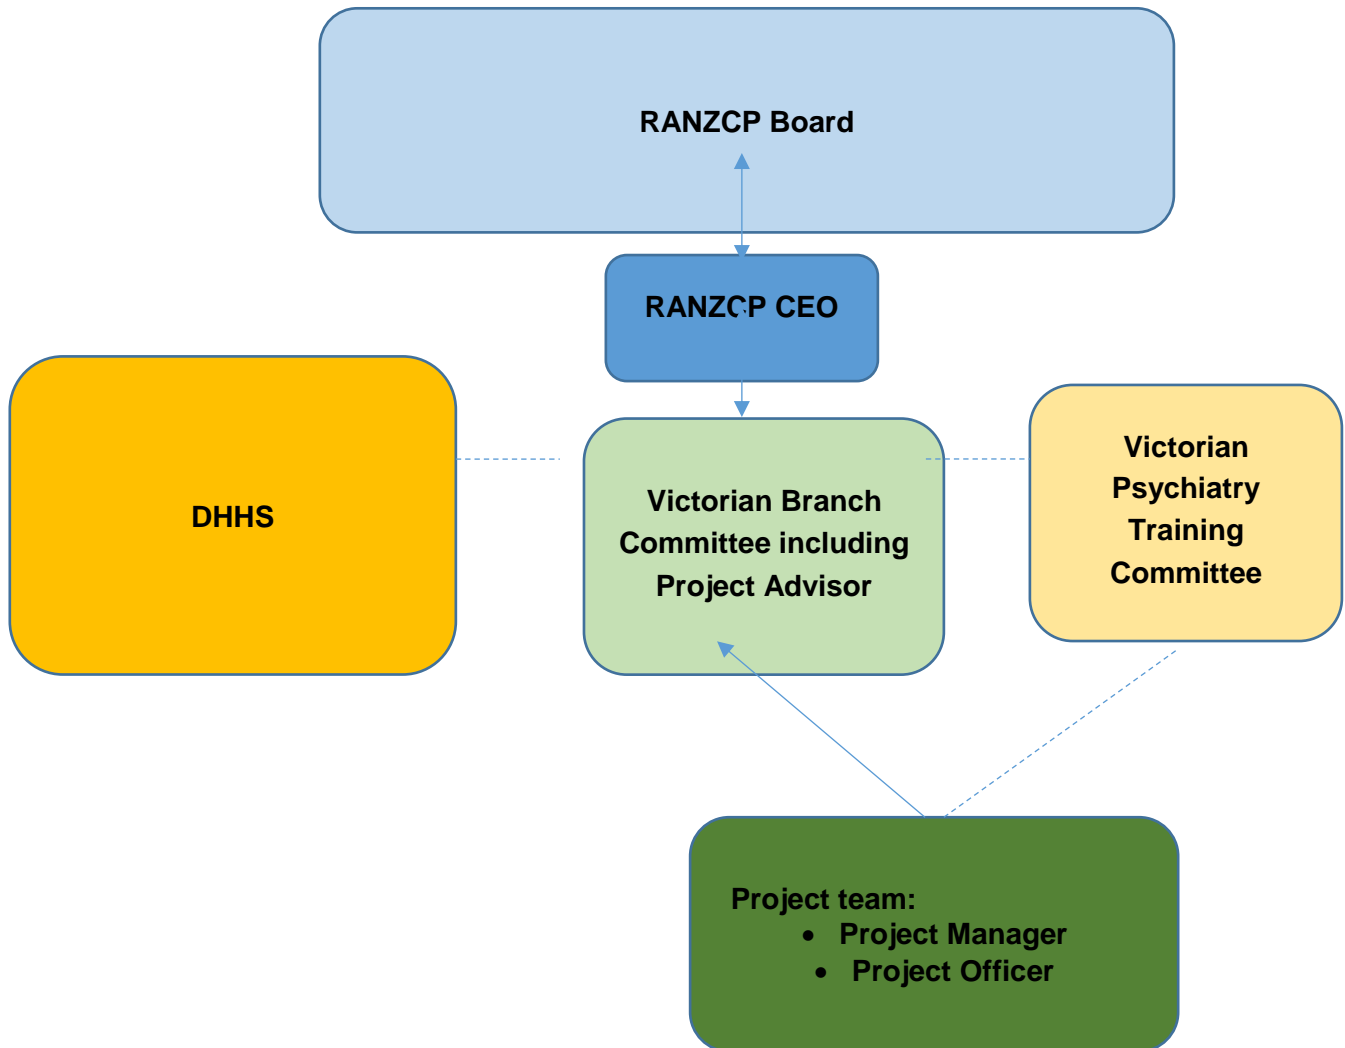 RANZCP Board
RANZCP CEO
DHHS
Victorian Branch
Committee including
Project Advisor
Victorian
Psychiatry
Training
Committee
Project team:
• Project Manager
• Project Officer